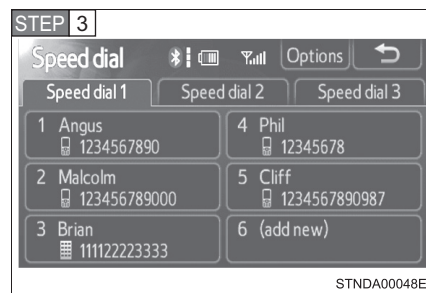 STEP 3
Speed dial Options
Speed dial 1 Speed dial 2 Speed dial 3
1 Angus
1234567890
4 Phil
12345678
2 Malcolm
123456789000
5 Cliff
1234567890987
3 Brian
111122223333
6 (add new)
STNDA00048E